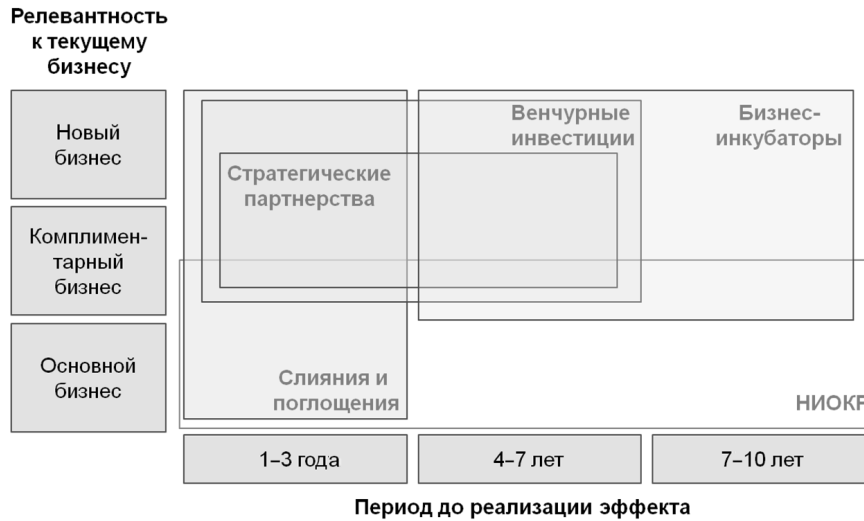 Релевантность
к текущему
бизнесу
Новый
бизнес
Комплимен-
тарный
бизнес
Основной
бизнес
Венчурные
инвестиции
Бизнес-
инкубаторы
Стратегические
партнерства
Слияния и
поглощения
НИОКР
1–3 года
4–7 лет
7–10 лет
Период до реализации эффекта